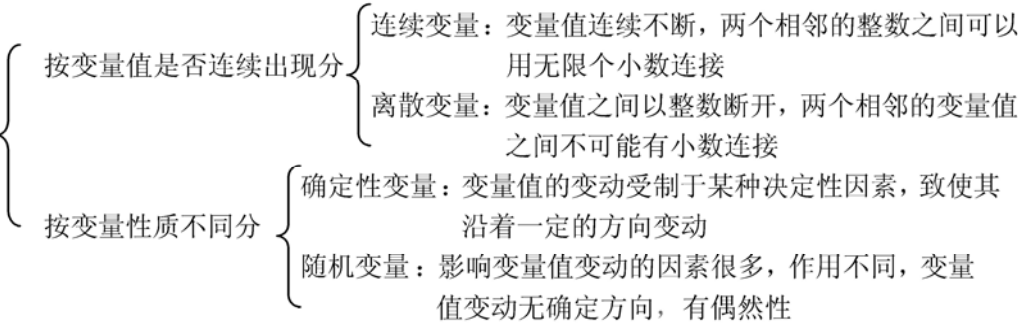 按变量值是否连续出现分
连续变量：变量值连续不断，两个相邻的整数之间可以
用无限个小数连接
离散变量：变量值之间以整数断开，两个相邻的变量值
之间不可能有小数连接
按变量性质不同分
确定性变量：变量值的变动受制于某种决定性因素，致使其
沿着一定的方向变动
随机变量：影响变量值变动的因素很多，作用不同，变量
值变动无确定方向，有偶然性